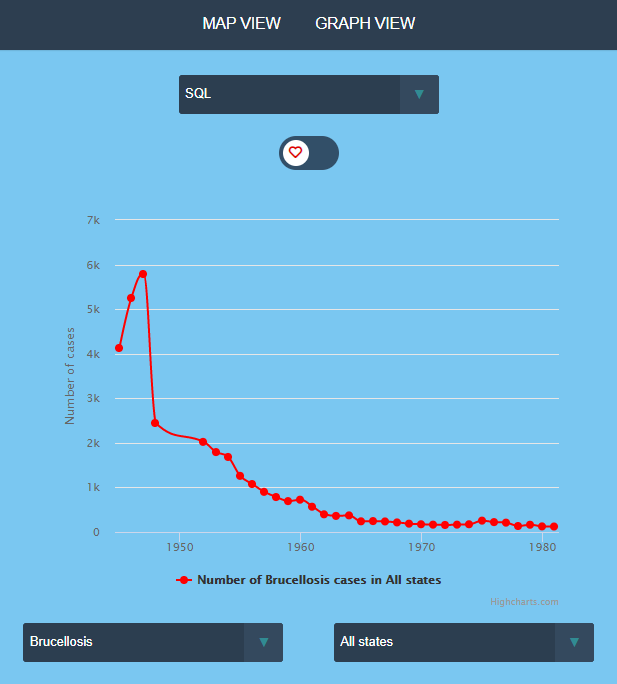 MAP VIEW GRAPH VIEW
SQL ▼
7k
6k
5k
4k
3k
2k
1k
0
Number of cases
1950 1960 1970 1980
Number of Brucellosis cases in All states
Highcharts.com
Brucellosis ▼ All states ▼